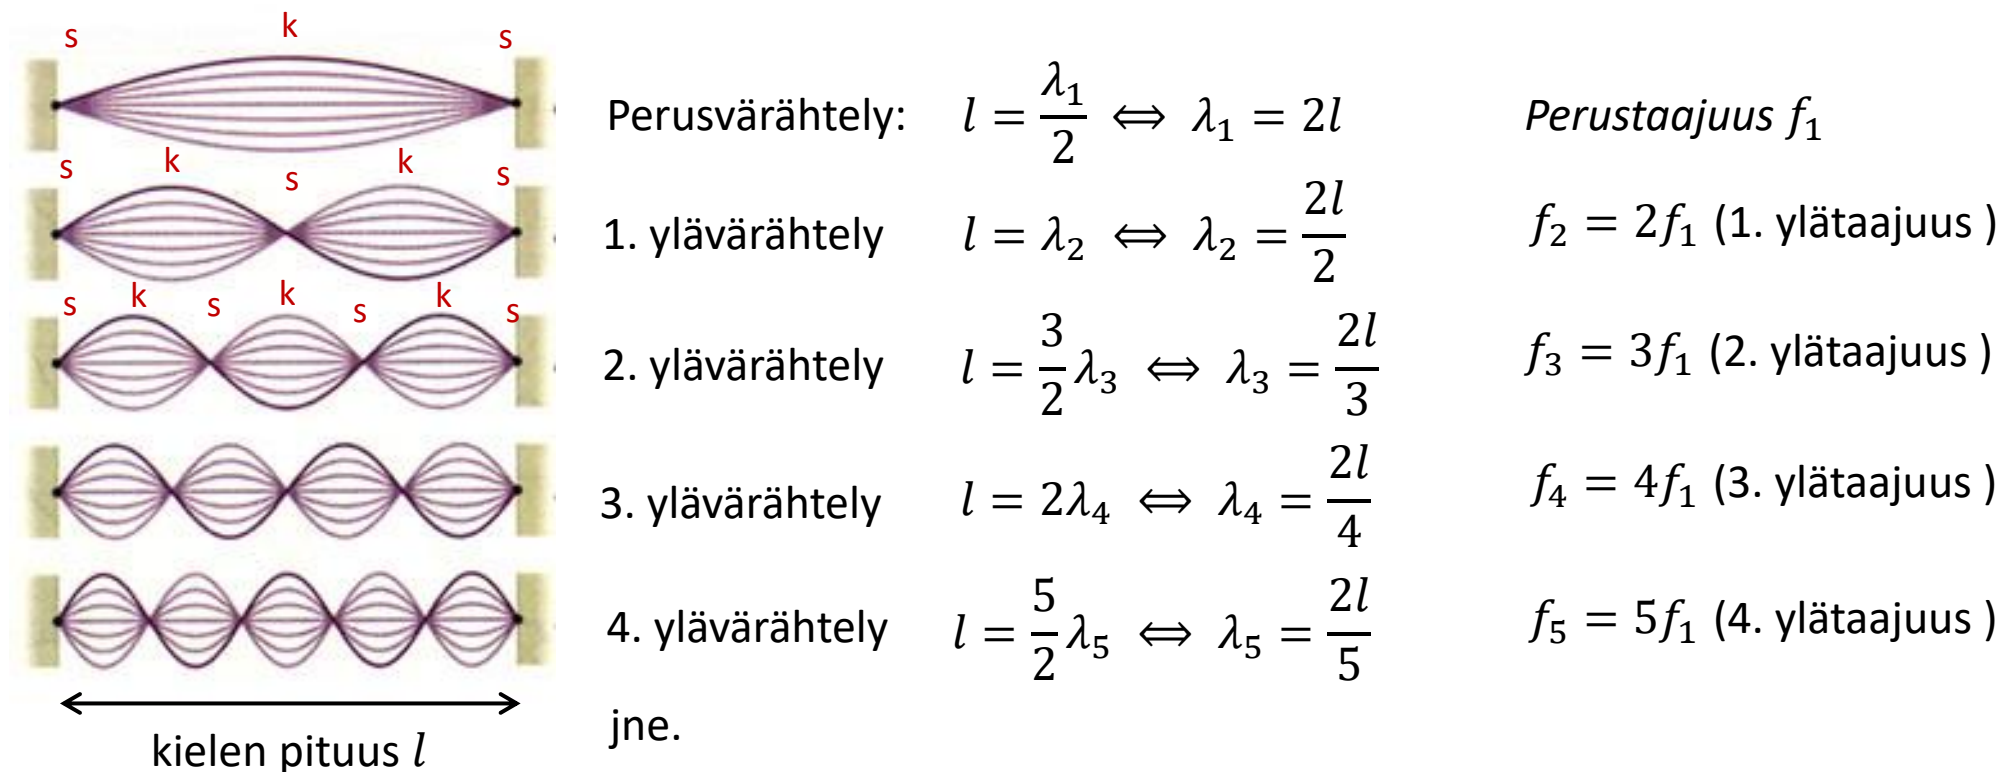 s k s
Perusvärähtely: l = λ₁/2 ⇔ λ₁ = 2l Perustaajuus f₁
s k s k s
1. ylävärähtely l = λ₂ ⇔ λ₂ = 2l/2 f₂ = 2f₁ (1. ylätaajuus )
s k s k s k s
2. ylävärähtely l = 3/2 λ₃ ⇔ λ₃ = 2l/3 f₃ = 3f₁ (2. ylätaajuus )
3. ylävärähtely l = 2λ₄ ⇔ λ₄ = 2l/4 f₄ = 4f₁ (3. ylätaajuus )
4. ylävärähtely l = 5/2 λ₅ ⇔ λ₅ = 2l/5 f₅ = 5f₁ (4. ylätaajuus )
jne.
kielen pituus l